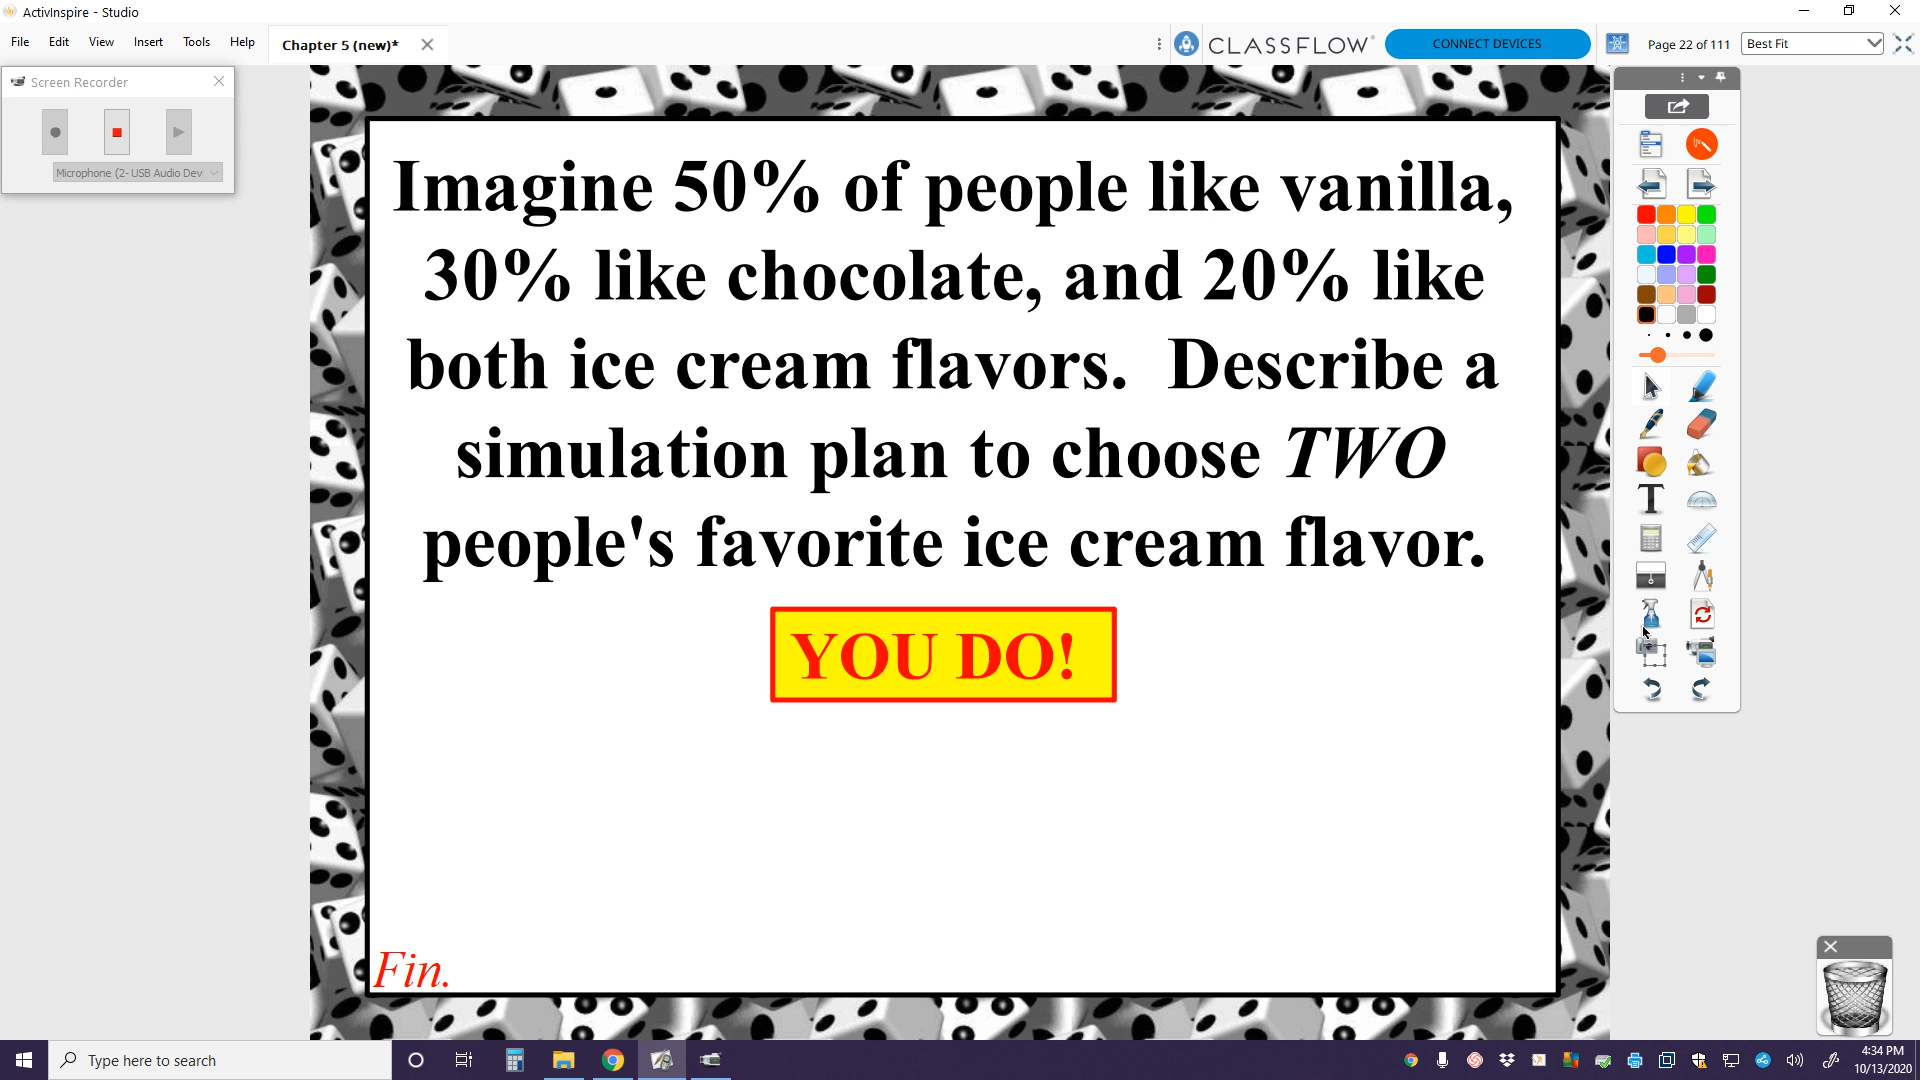 ActivInspire - Studio
File Edit View Insert Tools Help
Chapter 5 (new)*
CLASSFLOW
CONNECT DEVICES
Page 22 of 111
Best Fit
Screen Recorder
Microphone (2- USB Audio Dev
Imagine 50% of people like vanilla,
30% like chocolate, and 20% like
both ice cream flavors. Describe a
simulation plan to choose TWO
people's favorite ice cream flavor.
YOU DO!
Fin.
Type here to search
4:34 PM
10/13/2020